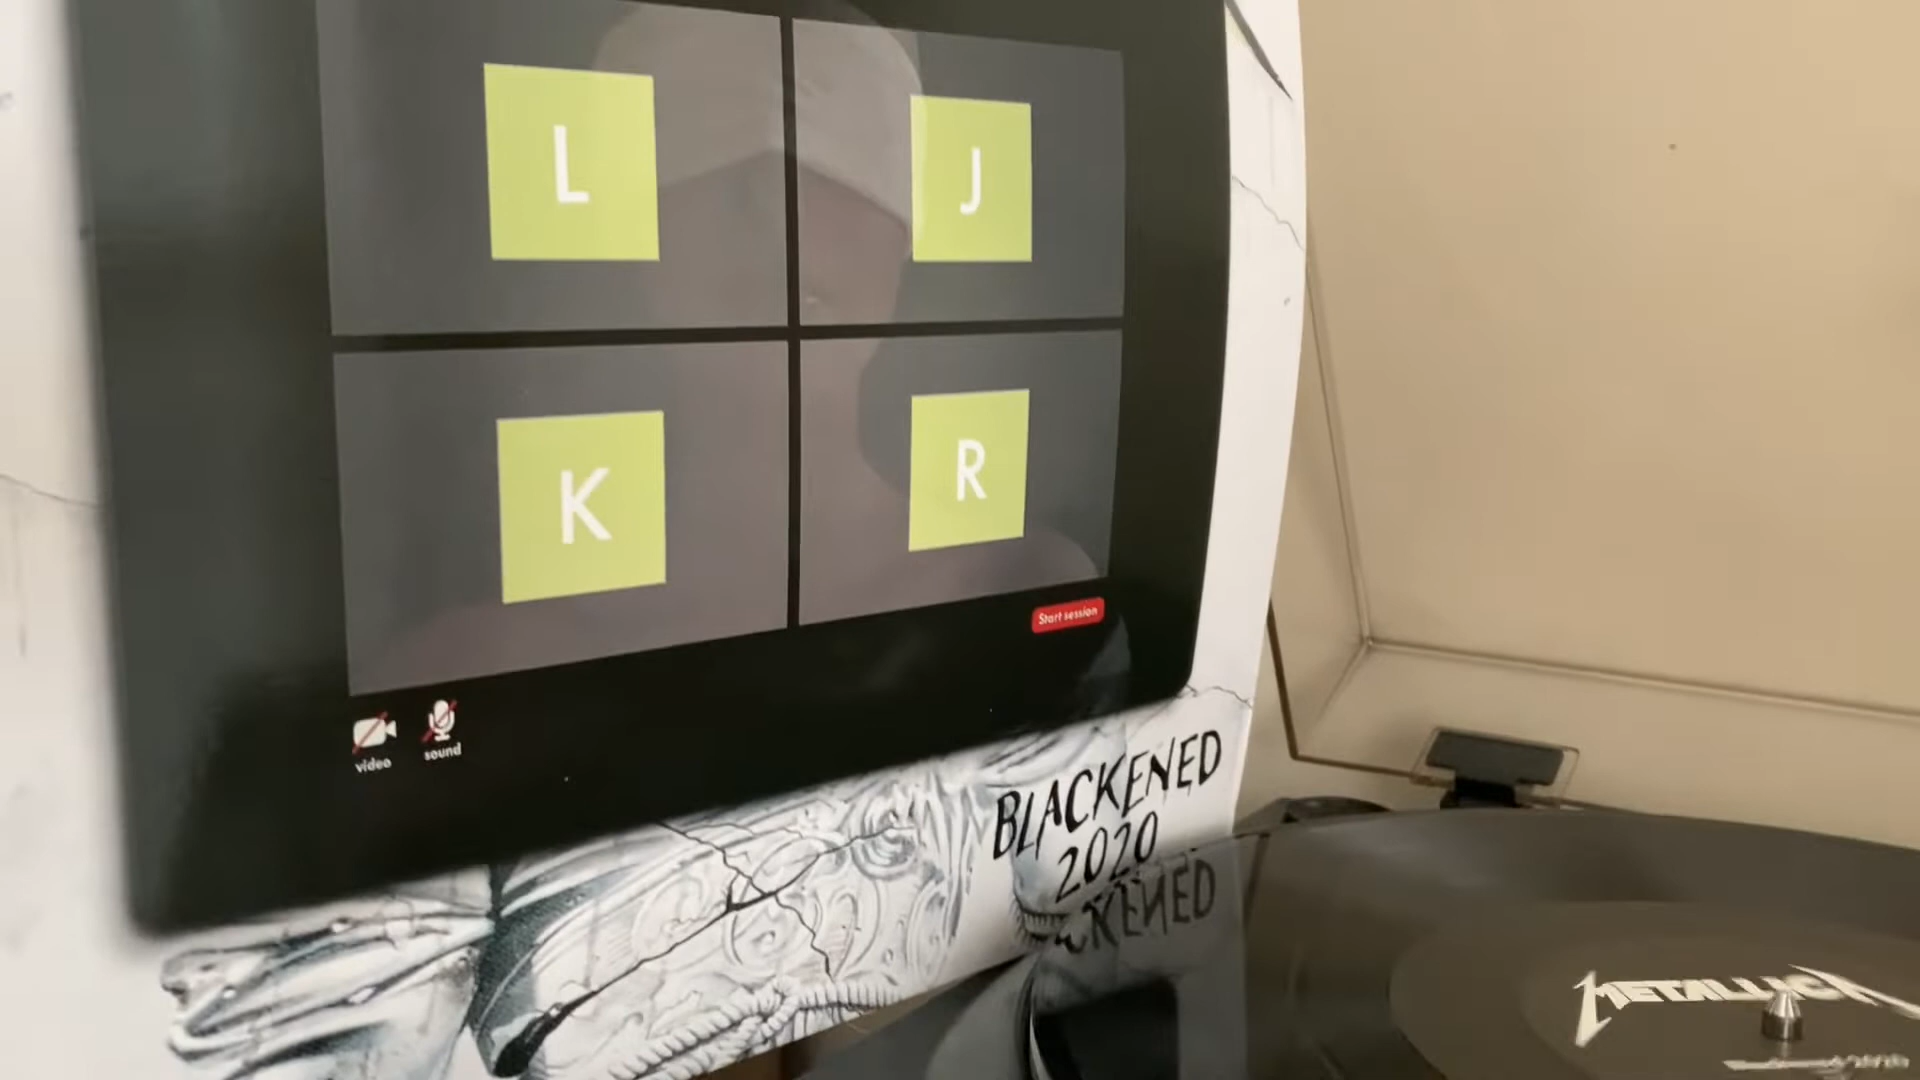 L
J
K
R
Start session
video
sound
BLACKENED
2020
METALLICA